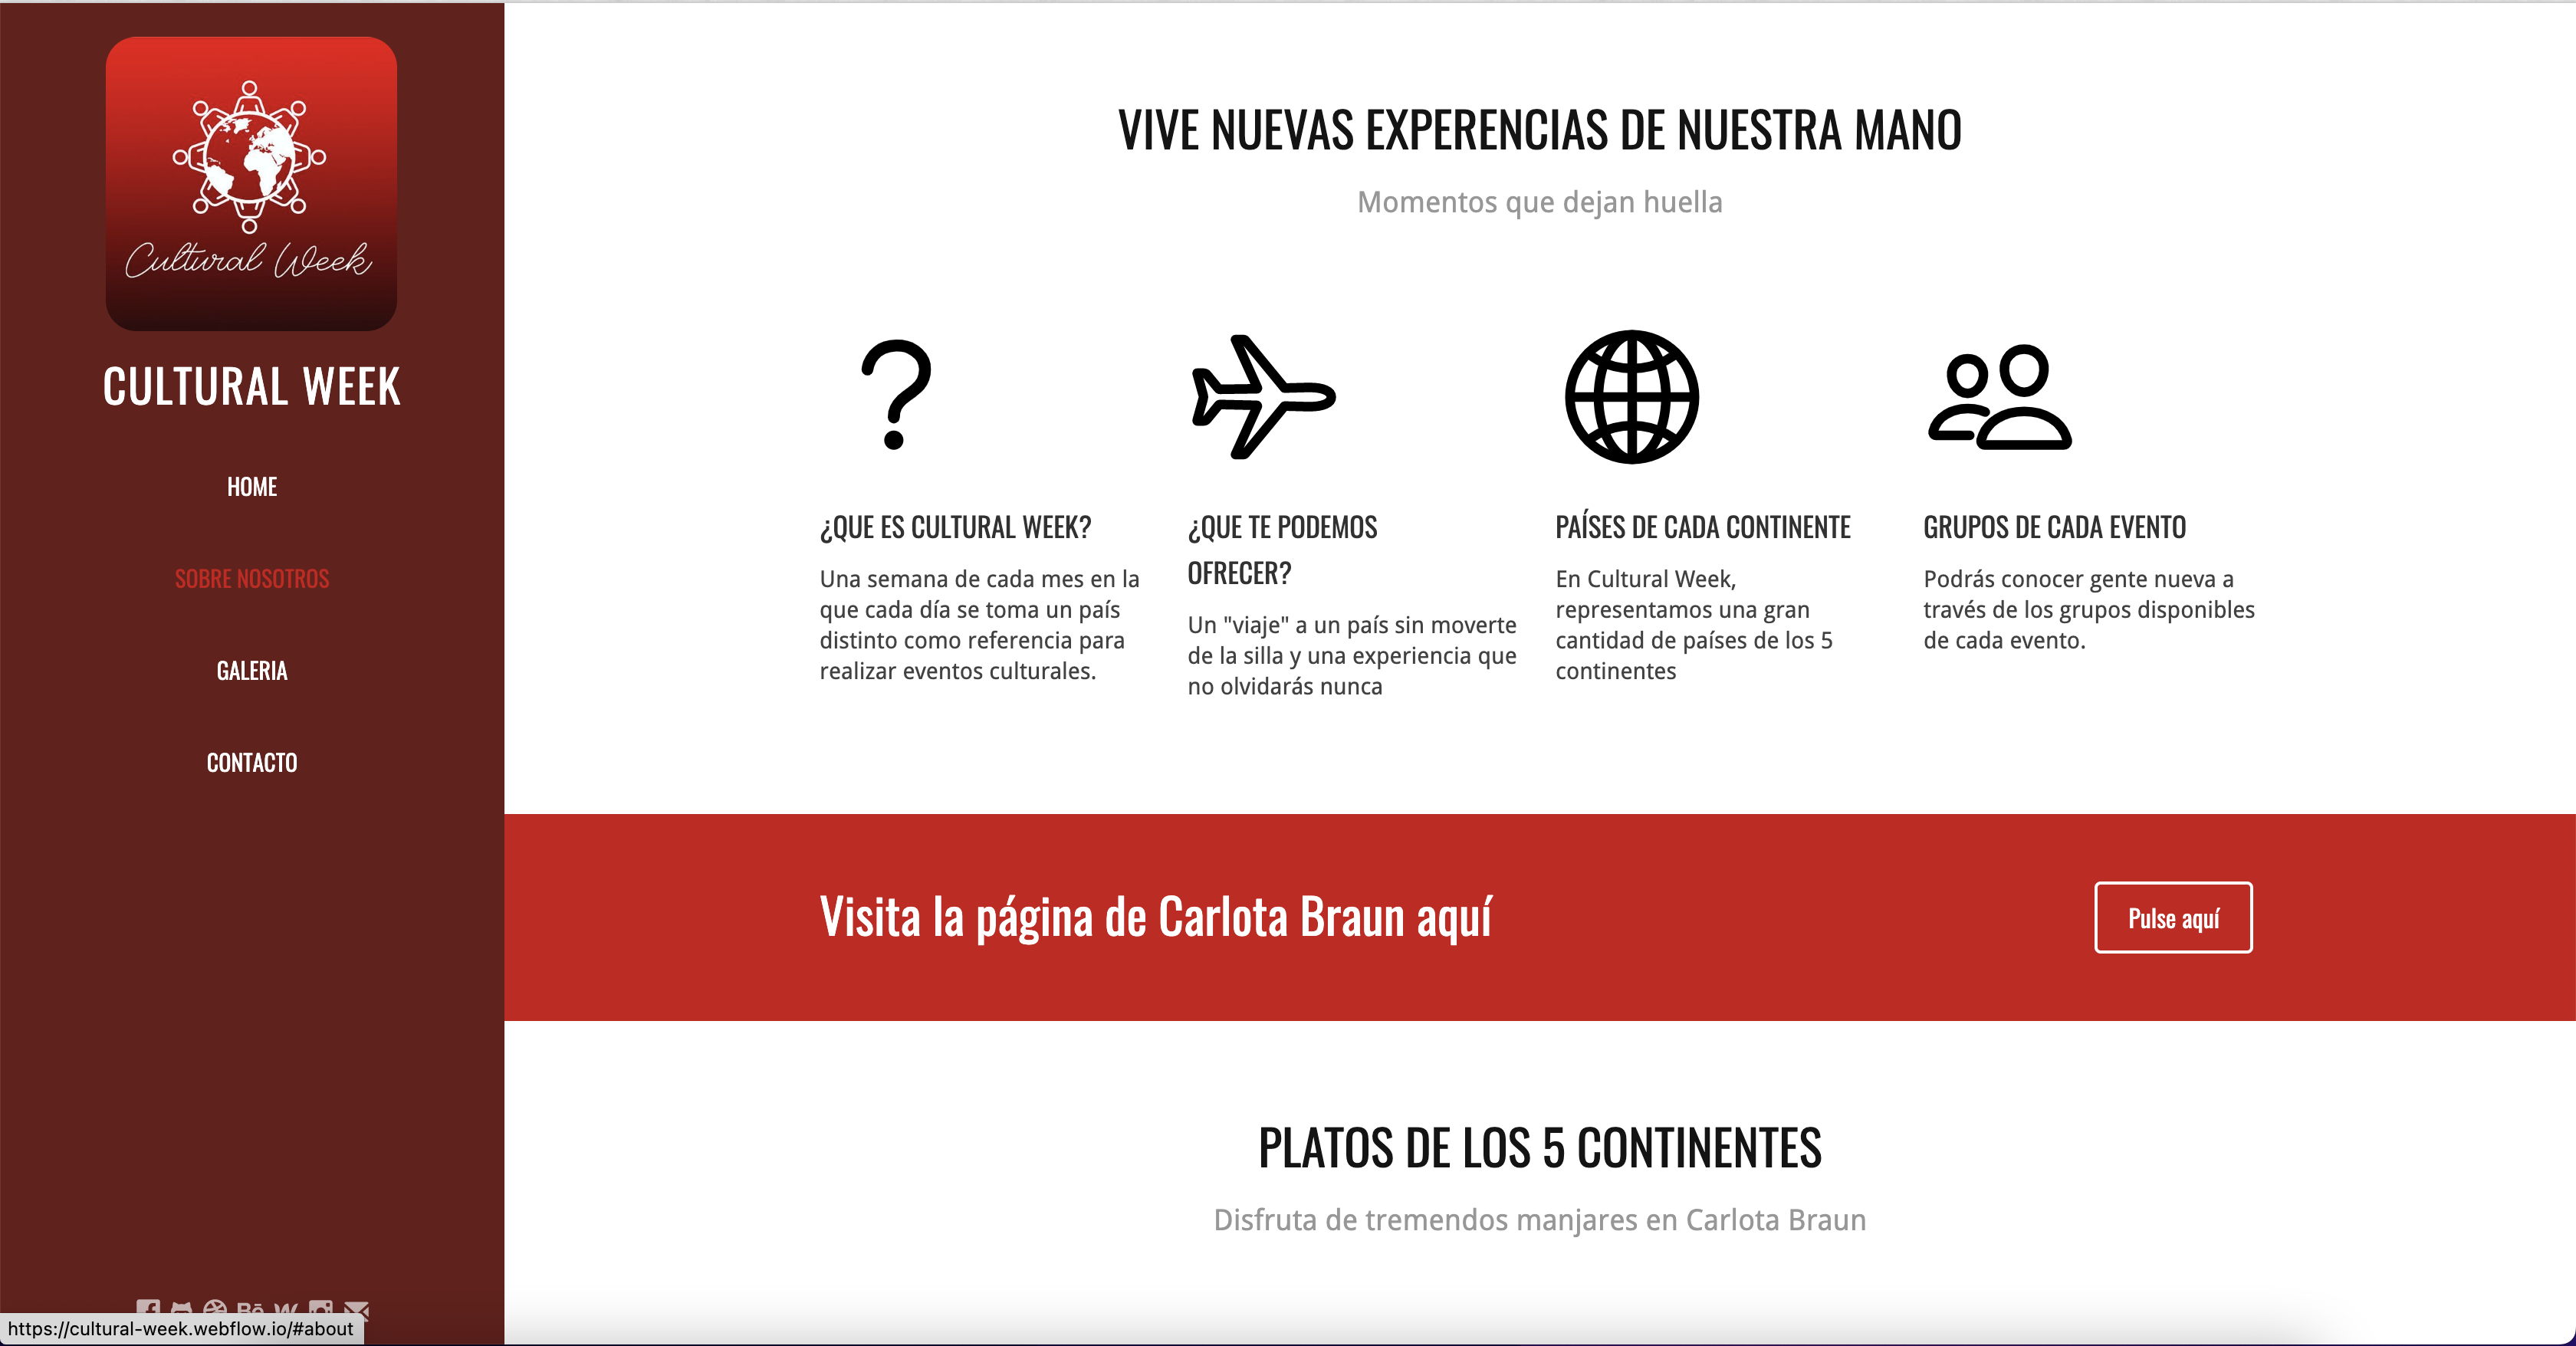 Cultural Week
CULTURAL WEEK
HOME
SOBRE NOSOTROS
GALERIA
CONTACTO
https://cultural-week.webflow.io/#about
VIVE NUEVAS EXPERENCIAS DE NUESTRA MANO
Momentos que dejan huella
¿QUE ES CULTURAL WEEK?
Una semana de cada mes en la
que cada día se toma un país
distinto como referencia para
realizar eventos culturales.
¿QUE TE PODEMOS
OFRECER?
Un "viaje" a un país sin moverte
de la silla y una experiencia que
no olvidarás nunca
PAÍSES DE CADA CONTINENTE
En Cultural Week,
representamos una gran
cantidad de países de los 5
continentes
GRUPOS DE CADA EVENTO
Podrás conocer gente nueva a
través de los grupos disponibles
de cada evento.
Visita la página de Carlota Braun aquí
Pulse aquí
PLATOS DE LOS 5 CONTINENTES
Disfruta de tremendos manjares en Carlota Braun